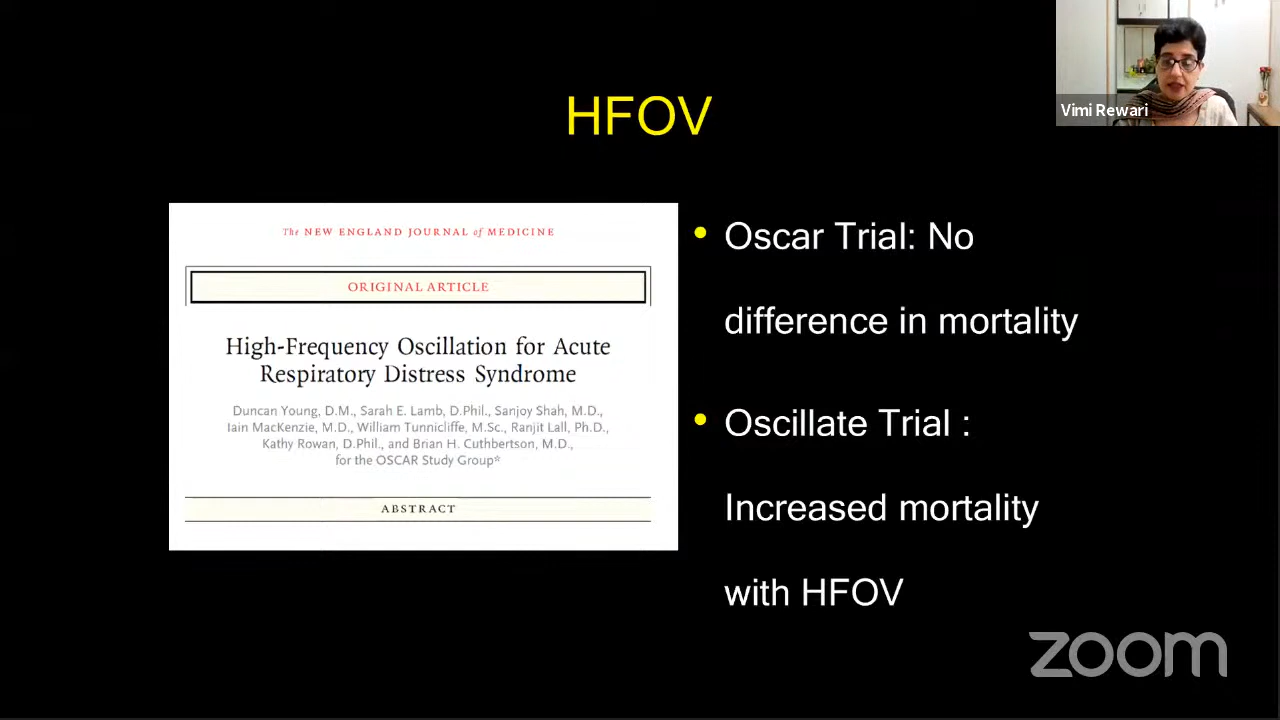 Vimi Rewari
HFOV
The NEW ENGLAND JOURNAL of MEDICINE
ORIGINAL ARTICLE
High-Frequency Oscillation for Acute
Respiratory Distress Syndrome
Duncan Young, D.M., Sarah E. Lamb, D.Phil., Sanjoy Shah, M.D.,
Iain MacKenzie, M.D., William Tunnicliffe, M.Sc., Ranjit Lall, Ph.D.,
Kathy Rowan, D.Phil., and Brian H. Cuthbertson, M.D.,
for the OSCAR Study Group*
ABSTRACT
• Oscar Trial: No
difference in mortality
• Oscillate Trial :
Increased mortality
with HFOV
zoom